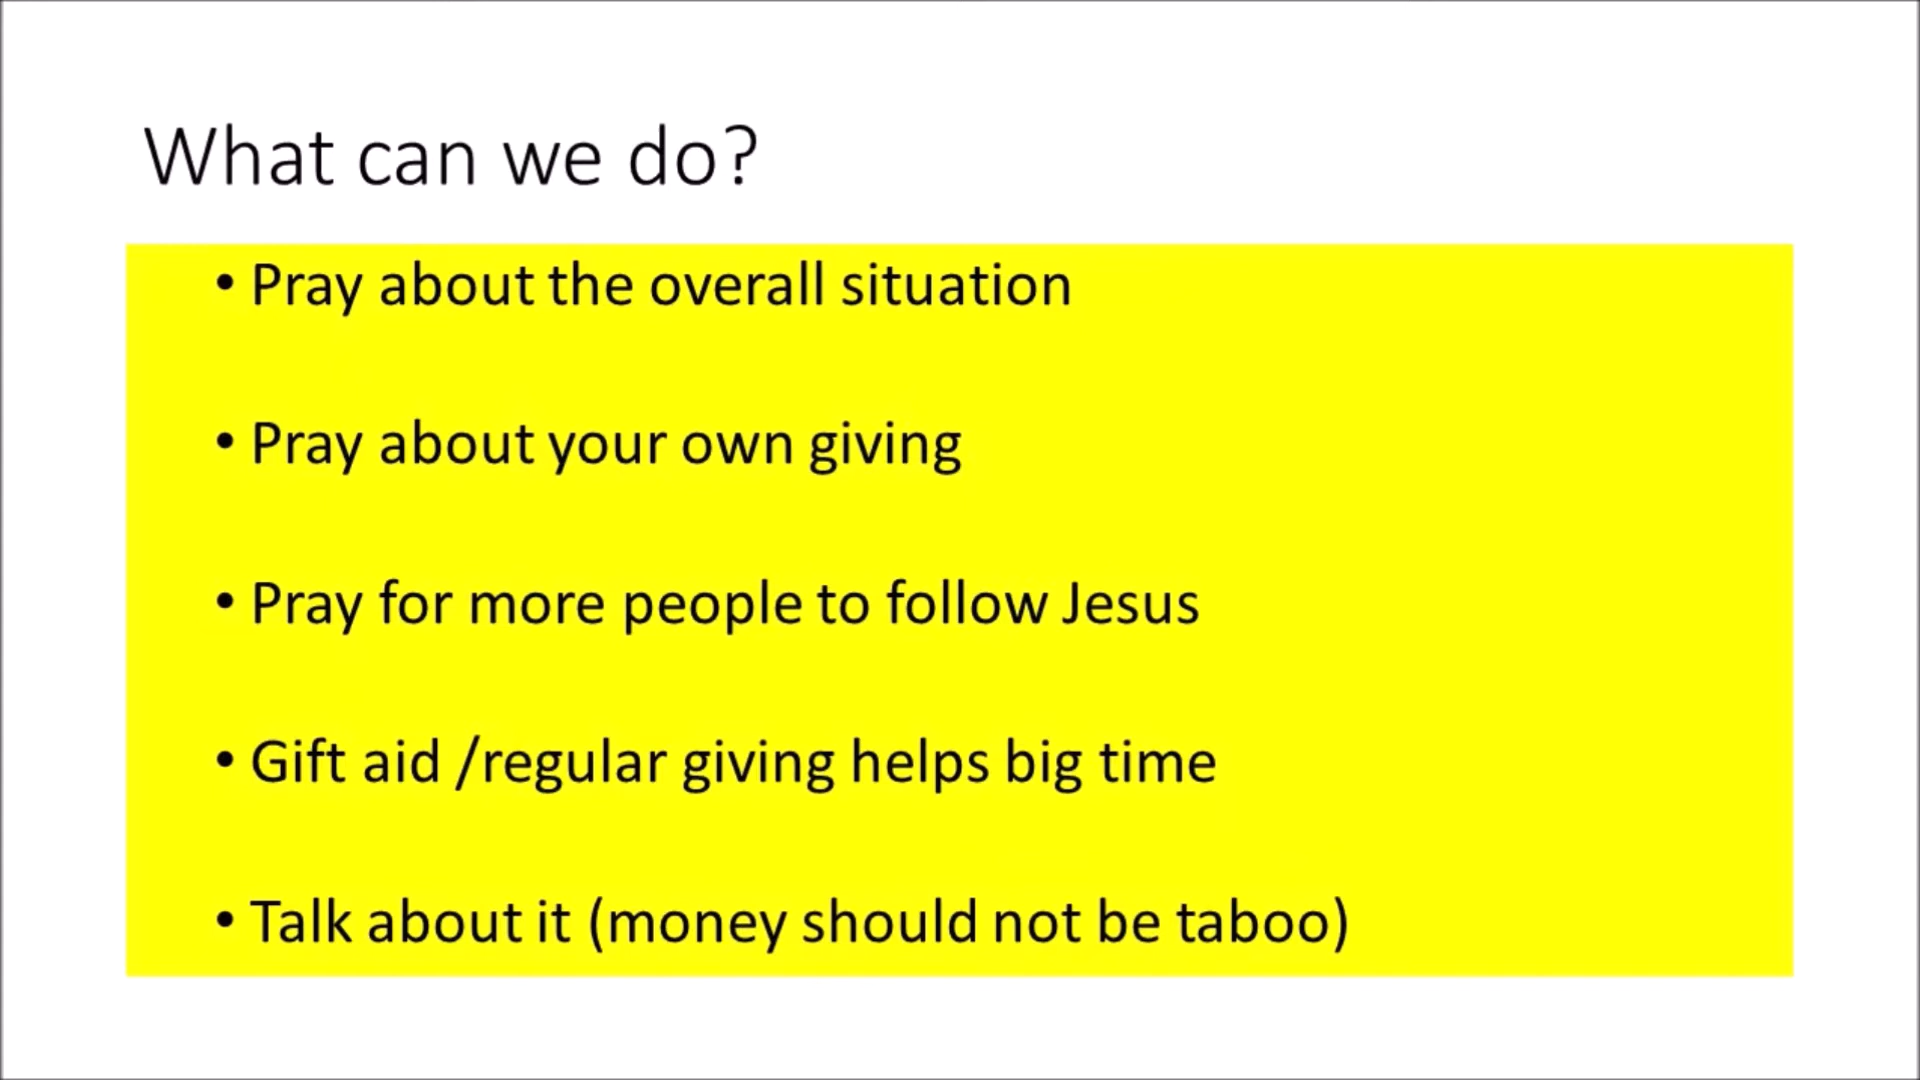 What can we do?
• Pray about the overall situation
• Pray about your own giving
• Pray for more people to follow Jesus
• Gift aid /regular giving helps big time
• Talk about it (money should not be taboo)